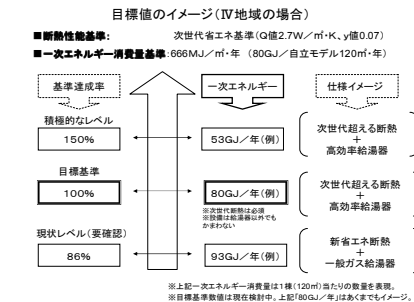 目標値のイメージ(Ⅳ地域の場合)
■断熱性能基準： 次世代省エネ基準(Q値2.7W／㎡・K、γ値0.07)
■一次エネルギー消費量基準：666MJ／㎡・年 (80GJ／自立モデル120㎡・年)
基準達成率
一次エネルギー
仕様イメージ
積極的なレベル
150%
53GJ／年(例)
次世代超える断熱
＋
高効率給湯器
目標基準
100%
80GJ／年(例)
※次世代断熱は必須
※設備は給湯器以外でも
かまわない
次世代超える断熱
＋
高効率給湯器
現状レベル(要確認)
86%
93GJ／年(例)
新省エネ断熱
＋
一般ガス給湯器
※上記一次エネルギー消費量は1棟(120㎡)当たりの数量を表現。
※目標基準数値は現在検討中。上記「80GJ／年」はあくまでもイメージ。